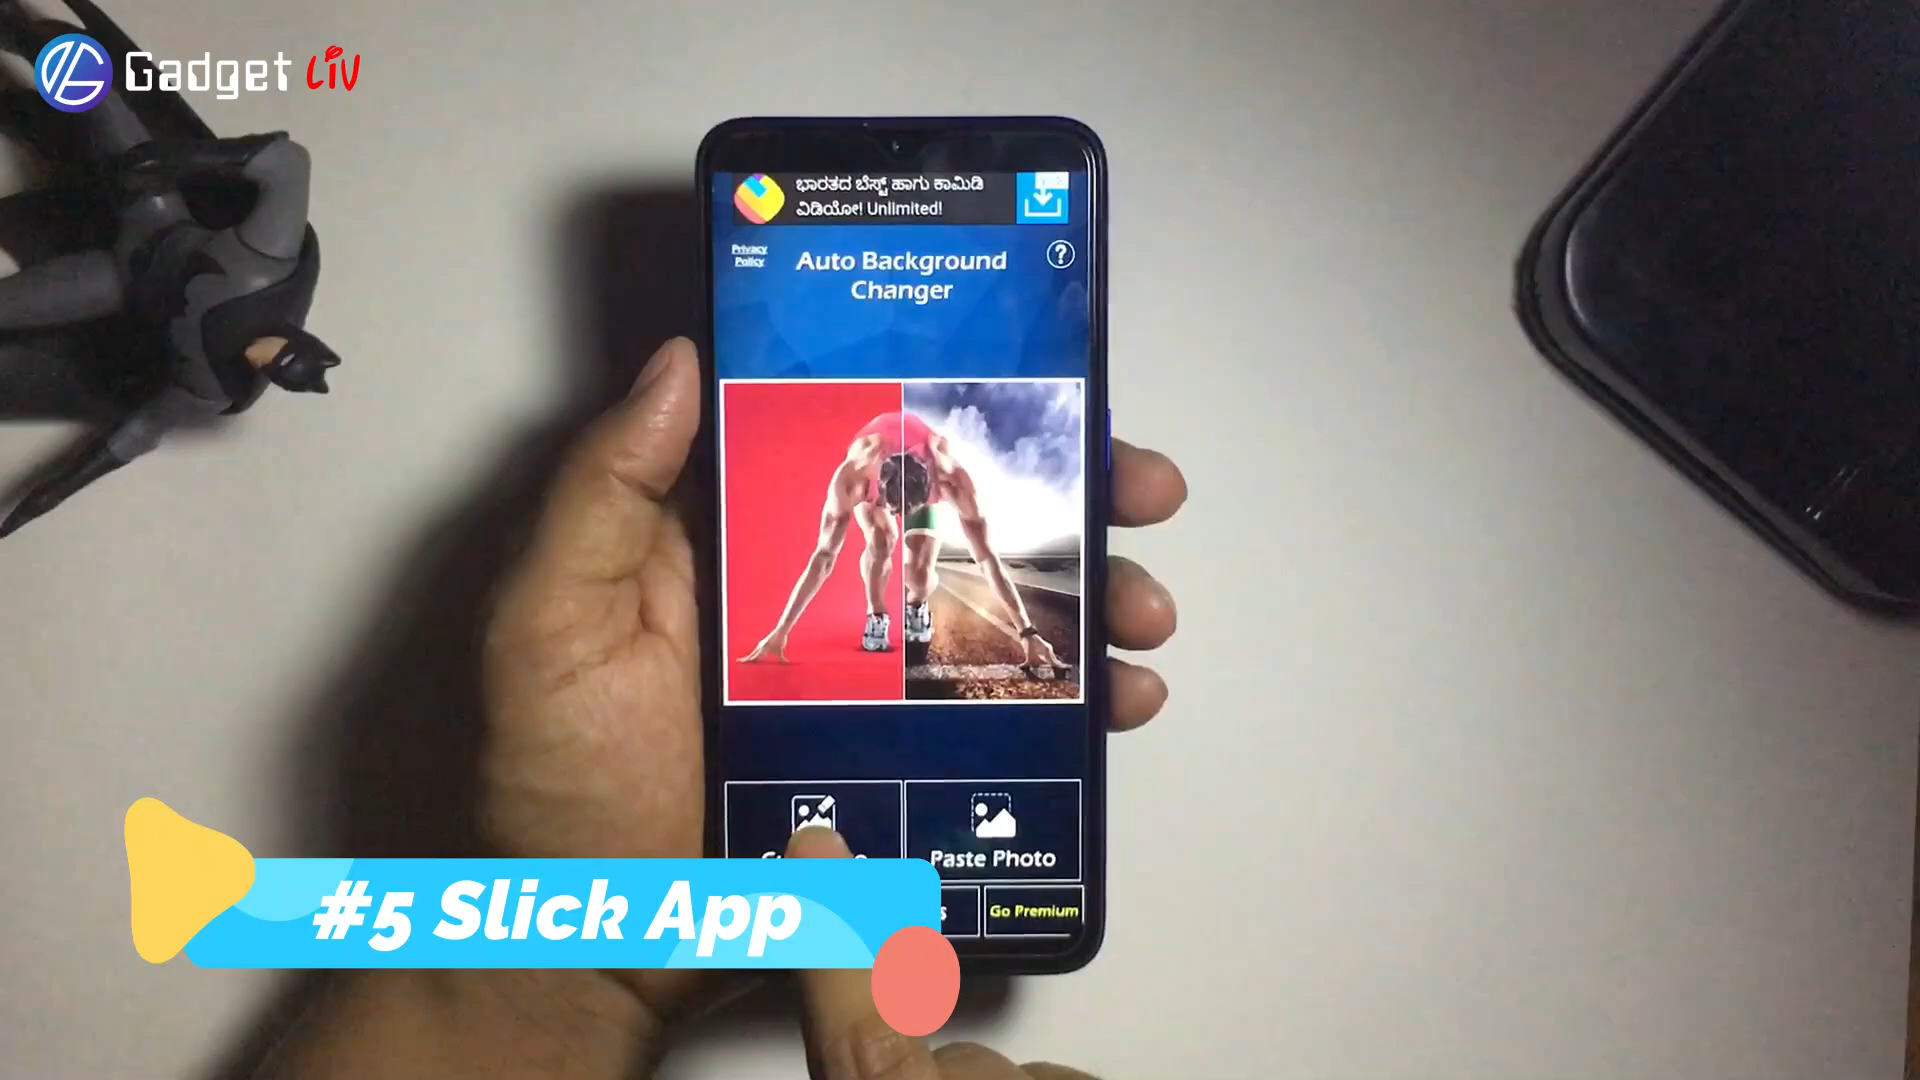 Gadget LIV
ಭಾರತದ ಬೆಸ್ಟ್ ಹಾಗು ಕಾಮಿಡಿ
ವಿಡಿಯೋ! Unlimited!
Privacy
Policy
Auto Background
Changer
?
Paste Photo
Go Premium
#5 Slick App